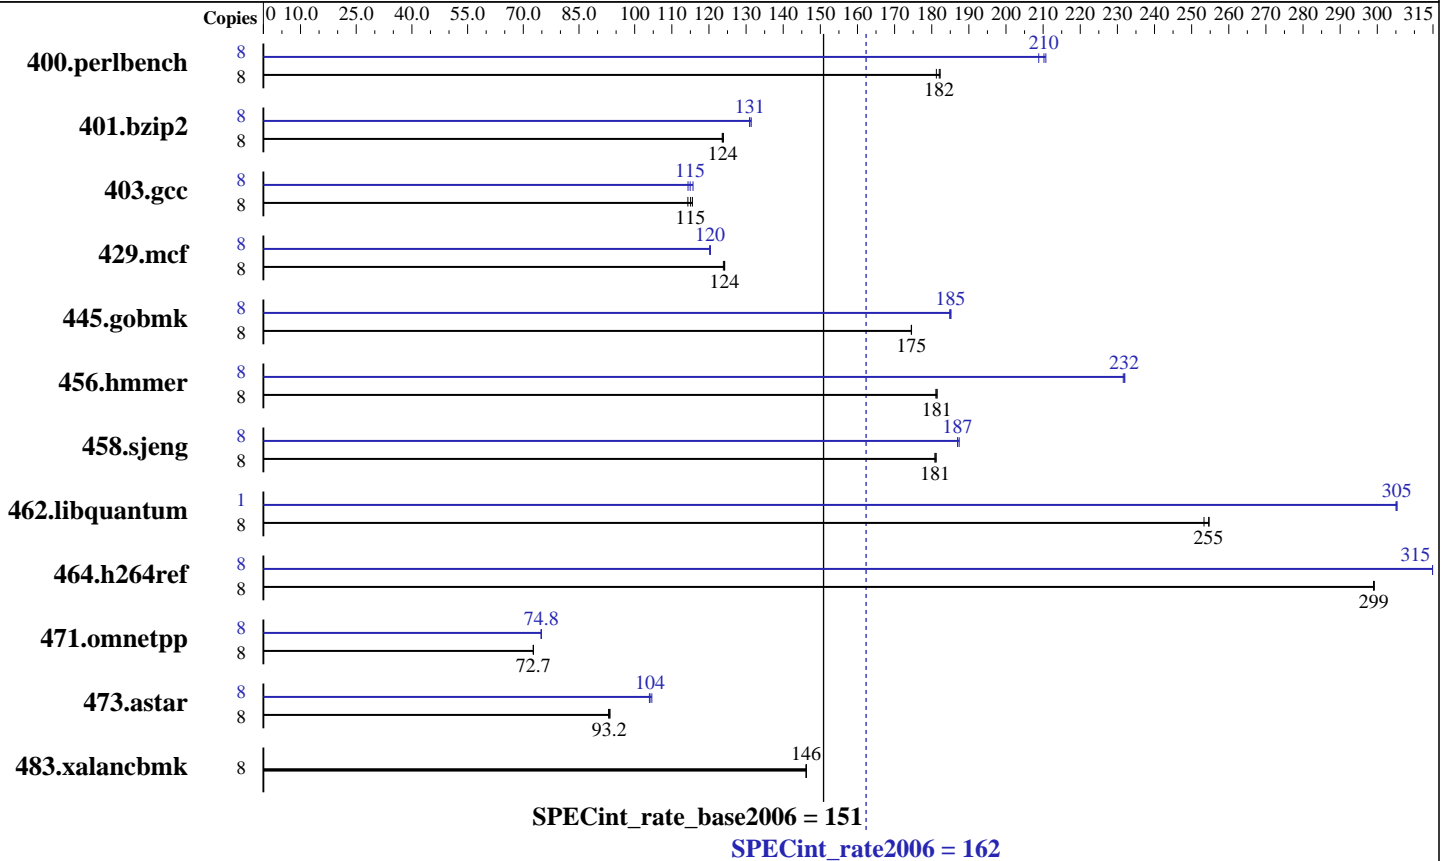 Copies 0 10.0 25.0 40.0 55.0 70.0 85.0 100 110 120 130 140 150 160 170 180 190 200 210 220 230 240 250 260 270 280 290 300 315
400.perlbench 8 210
8 182
401.bzip2 8 131
8 124
403.gcc 8 115
8 115
429.mcf 8 120
8 124
445.gobmk 8 185
8 175
456.hmmer 8 232
8 181
458.sjeng 8 187
8 181
462.libquantum 1 305
8 255
464.h264ref 8 315
8 299
471.omnetpp 8 74.8
8 72.7
473.astar 8 104
8 93.2
483.xalancbmk 8 146
SPECint_rate_base2006 = 151
SPECint_rate2006 = 162